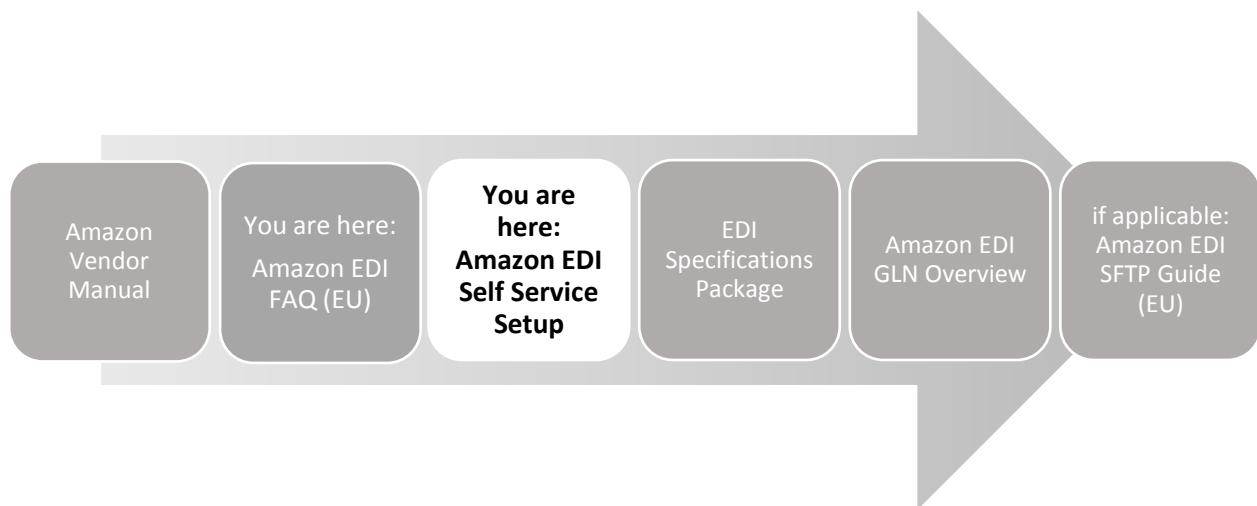 Amazon
Vendor
Manual
You are here:
Amazon EDI
FAQ (EU)
You are
here:
Amazon EDI
Self Service
Setup
EDI
Specifications
Package
Amazon EDI
GLN Overview
if applicable:
Amazon EDI
SFTP Guide
(EU)